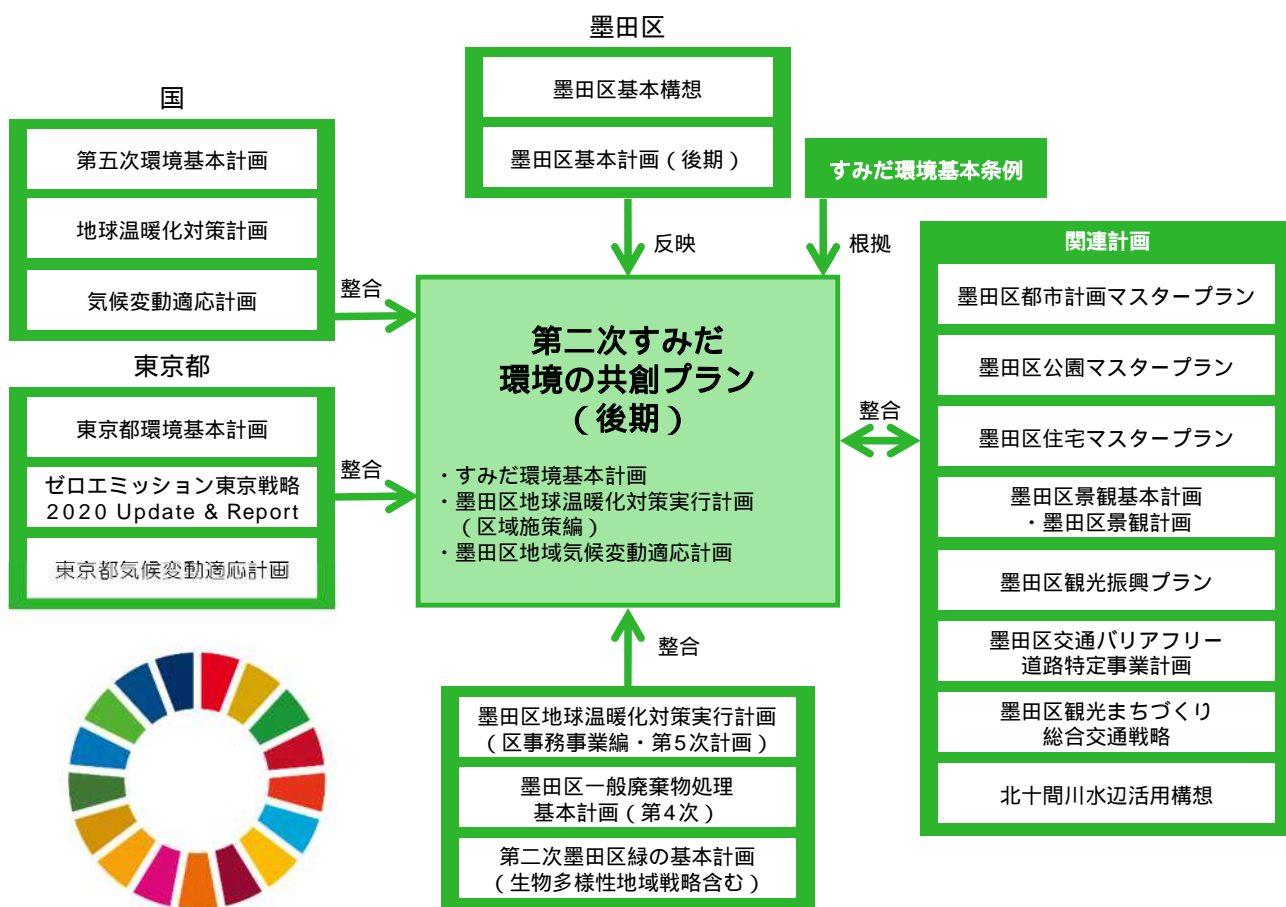 墨田区
墨田区基本構想
墨田区基本計画(後期)
すみだ環境基本条例
反映
根拠
国
第五次環境基本計画
地球温暖化対策計画
気候変動適応計画
整合
東京都
東京都環境基本計画
ゼロエミッション東京戦略
2020 Update & Report
東京都気候変動適応計画
整合
第二次すみだ
環境の共創プラン
(後期)
・すみだ環境基本計画
・墨田区地球温暖化対策実行計画
(区域施策編)
・墨田区地域気候変動適応計画
整合
関連計画
墨田区都市計画マスタープラン
墨田区公園マスタープラン
墨田区住宅マスタープラン
墨田区景観基本計画
・墨田区景観計画
墨田区観光振興プラン
墨田区交通バリアフリー
道路特定事業計画
墨田区観光まちづくり
総合交通戦略
北十間川水辺活用構想
整合
墨田区地球温暖化対策実行計画
(区事務事業編・第5次計画)
墨田区一般廃棄物処理
基本計画(第4次)
第二次墨田区緑の基本計画
(生物多様性地域戦略含む)